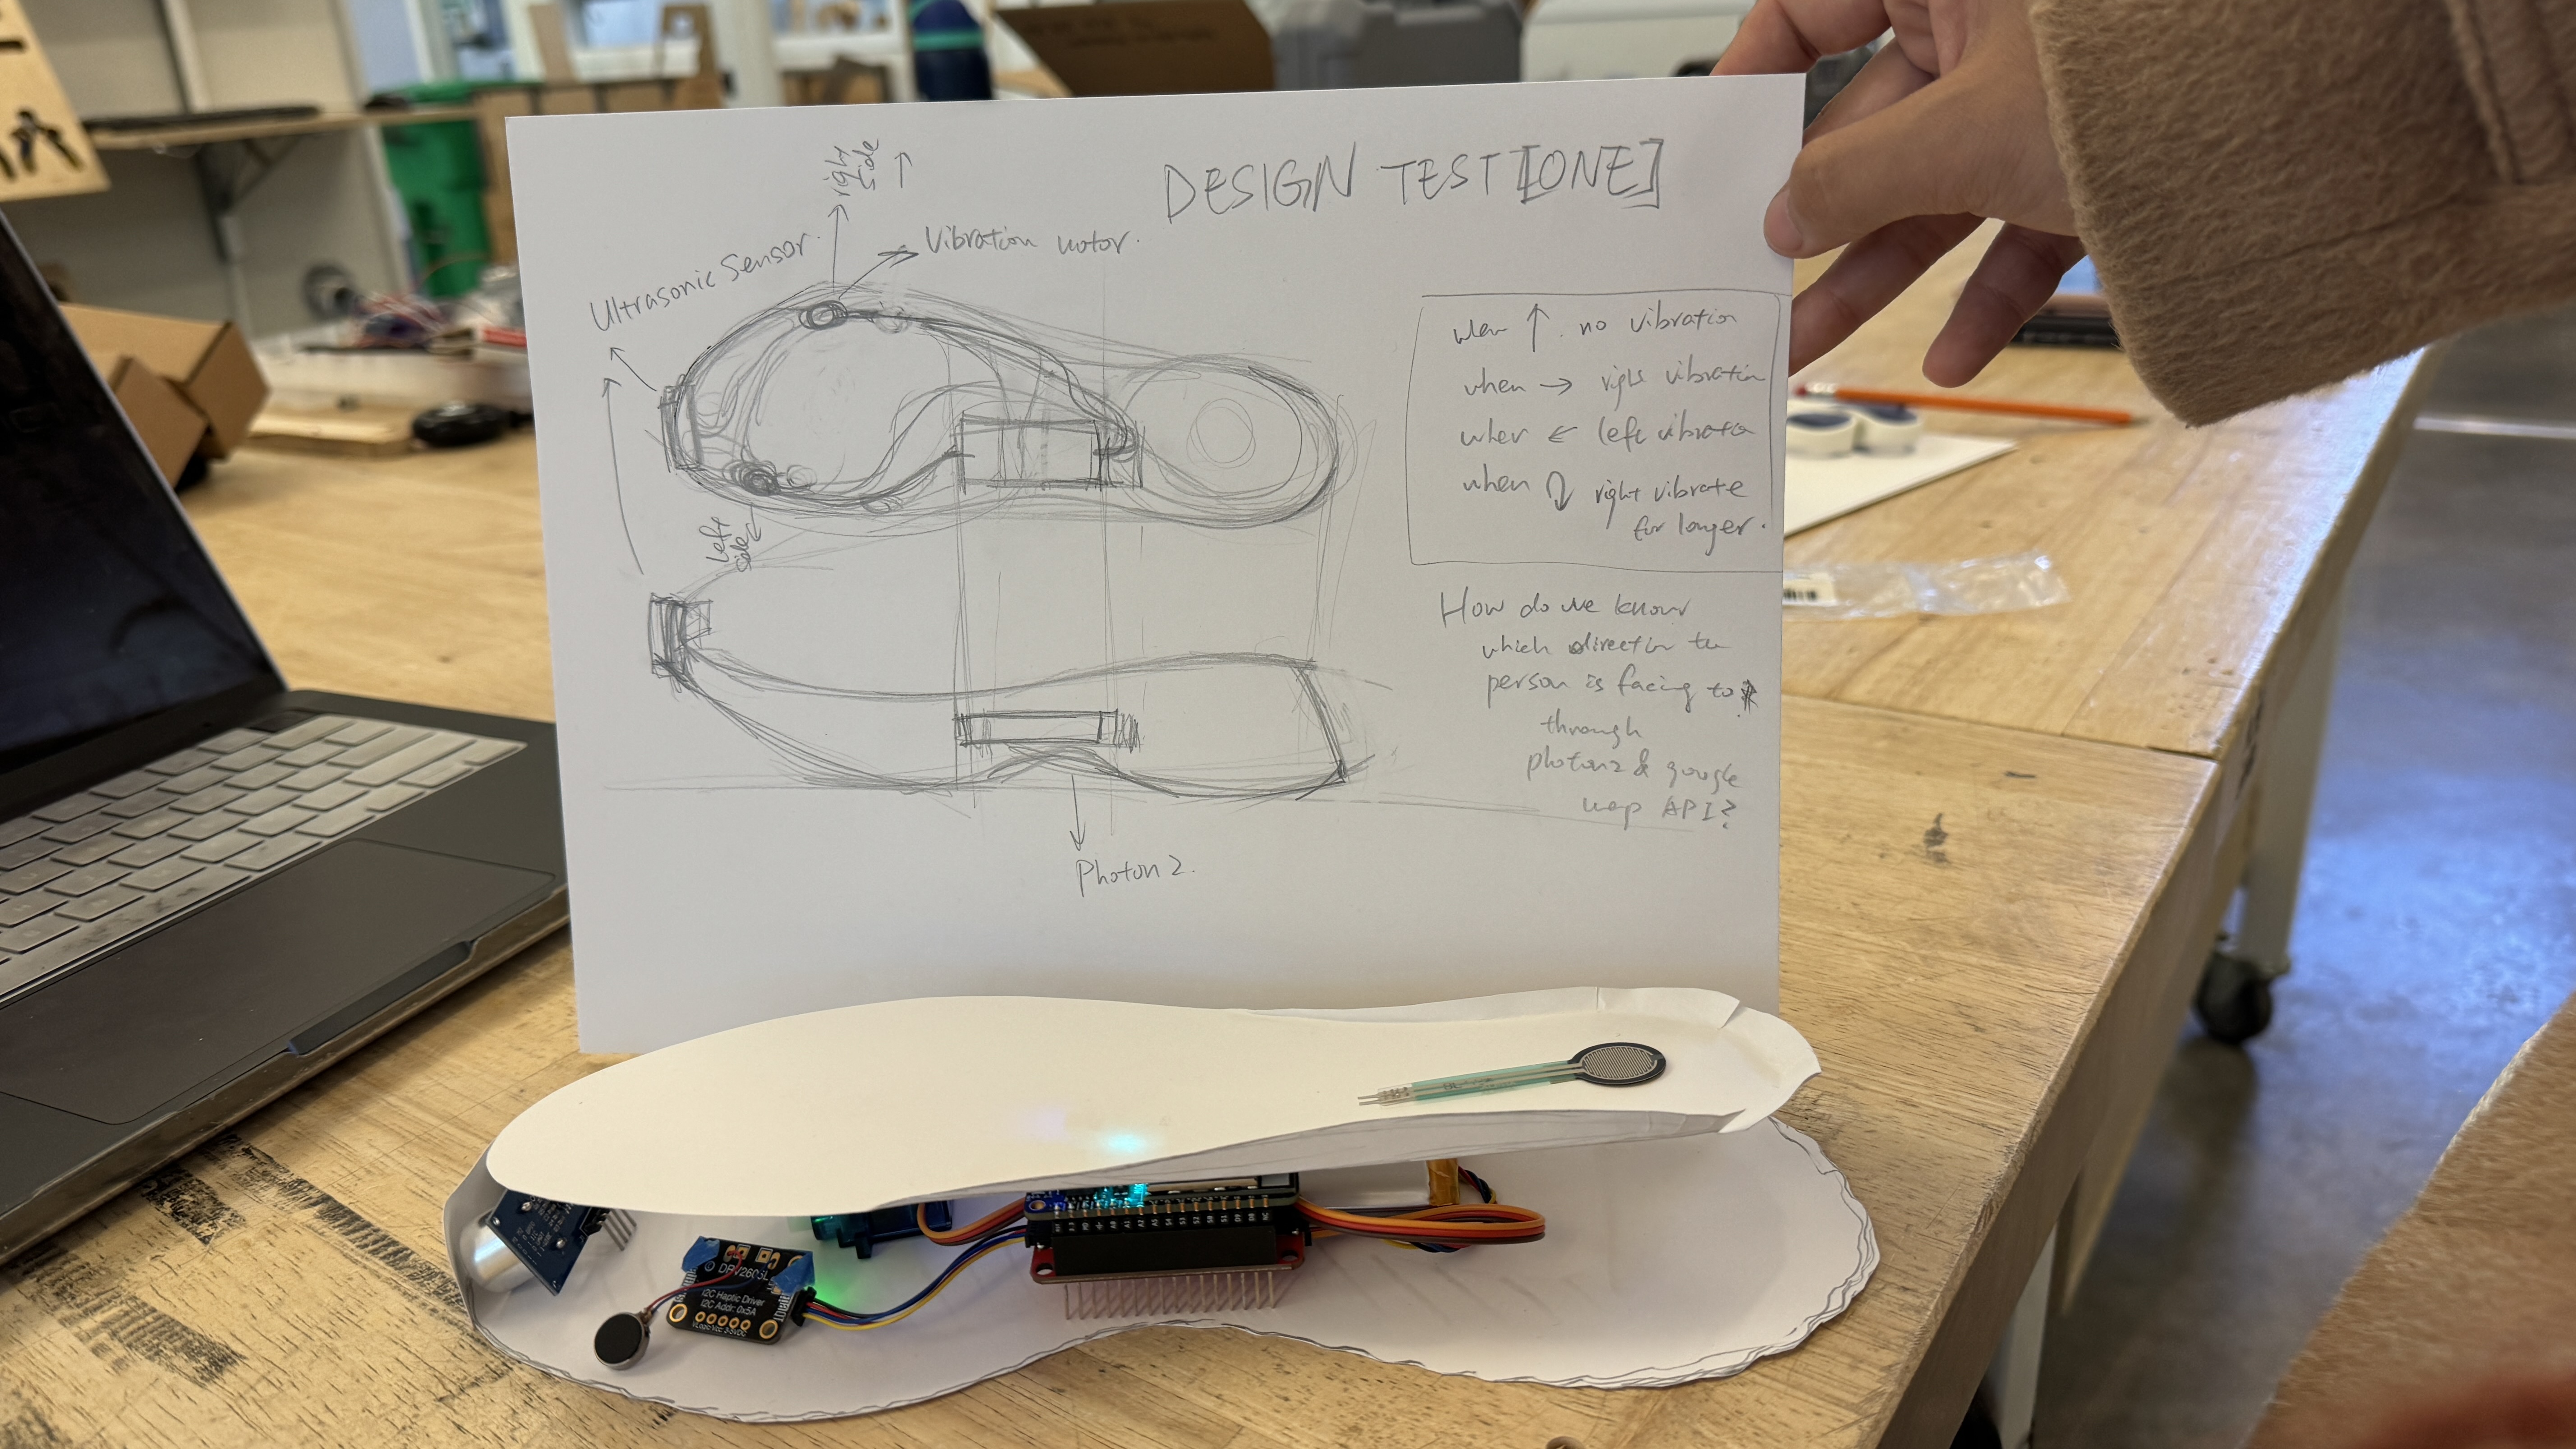 DESIGN TEST [ONE]
right
side ↑
Ultrasonic Sensor.
Vibration motor.
left
side
when ↑ no vibration
when → right vibration
when ← left vibration
when right vibrate
for longer.
How do we know
which direction the
person is facing to
through
photon2 & google
map API?
Photon 2.
DRV2605L
I2C Haptic Driver
I2C Addr: 0x5A